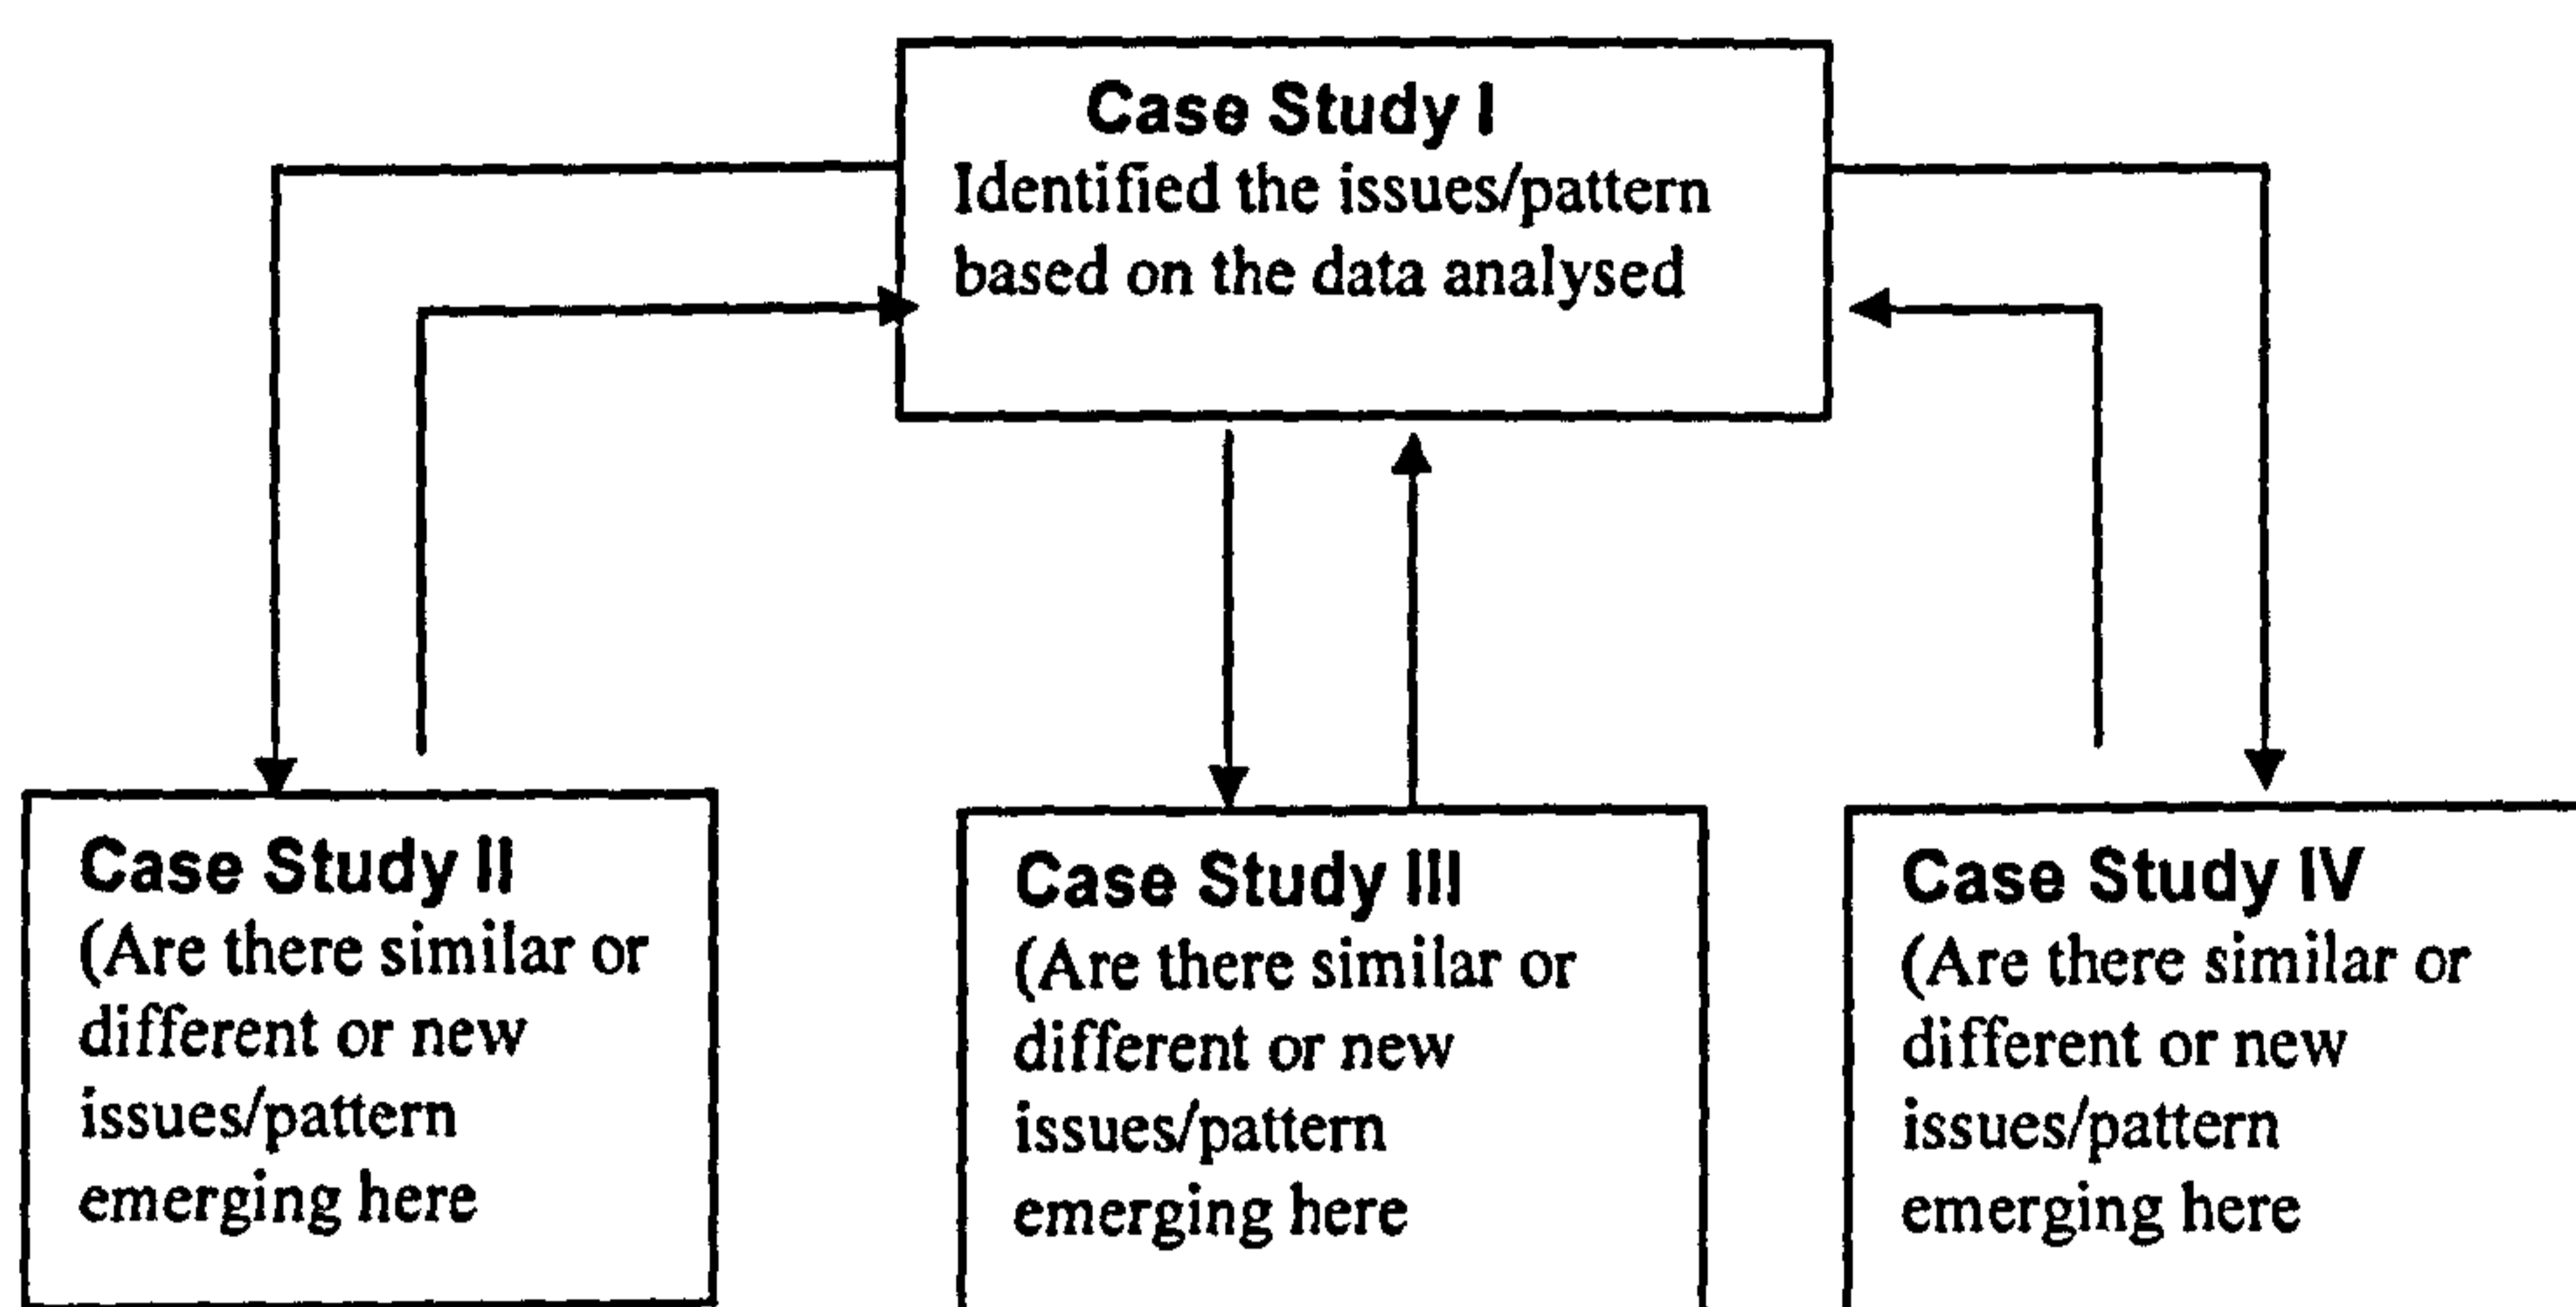 Case Study I
Identified the issues/pattern
based on the data analysed
Case Study II
(Are there similar or
different or new
issues/pattern
emerging here
Case Study III
(Are there similar or
different or new
issues/pattern
emerging here
Case Study IV
(Are there similar or
different or new
issues/pattern
emerging here